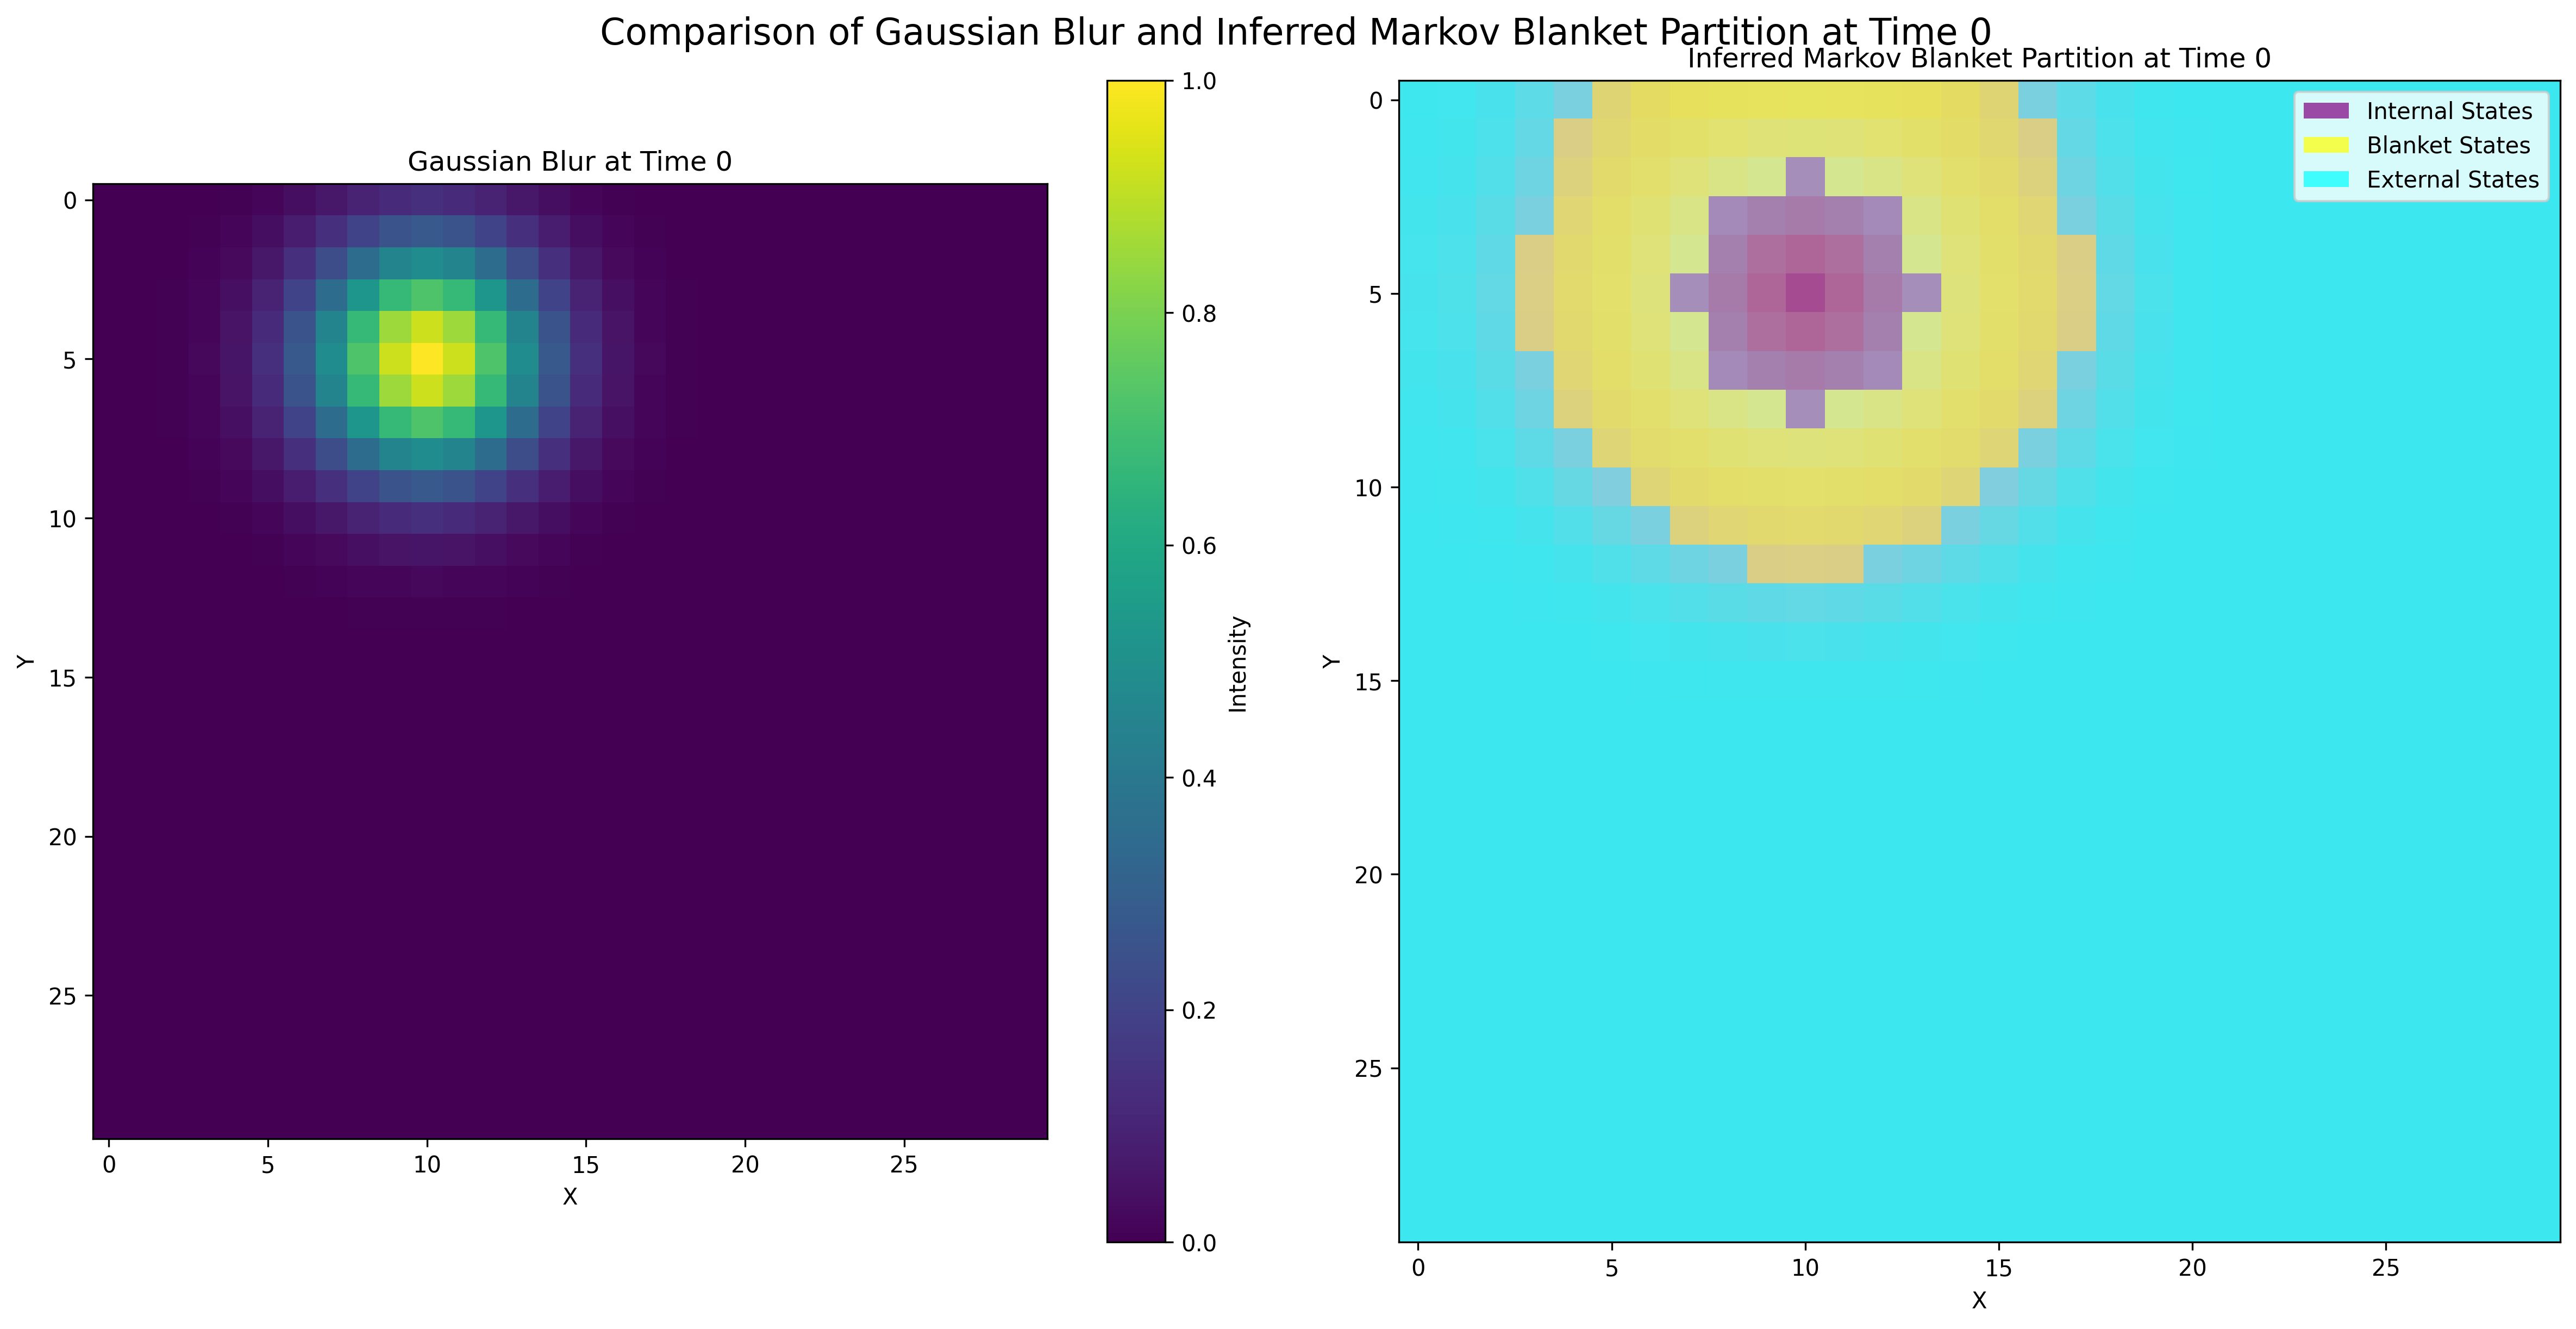 Comparison of Gaussian Blur and Inferred Markov Blanket Partition at Time 0
Gaussian Blur at Time 0
0
5
10
15
20
25
Y
0 5 10 15 20 25
X
1.0
0.8
0.6
0.4
0.2
0.0
Intensity
Inferred Markov Blanket Partition at Time 0
Internal States
Blanket States
External States
0
5
10
15
20
25
Y
0 5 10 15 20 25
X